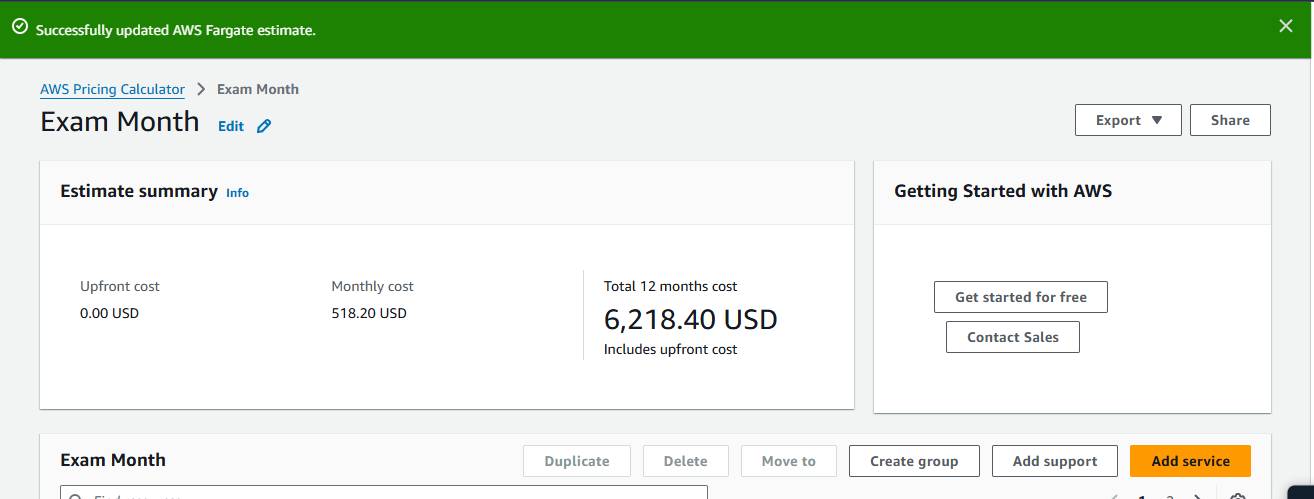 Successfully updated AWS Fargate estimate.
AWS Pricing Calculator > Exam Month
Exam Month Edit
Export ▼ Share
Estimate summary Info
Getting Started with AWS
Upfront cost
0.00 USD
Monthly cost
518.20 USD
Total 12 months cost
6,218.40 USD
Includes upfront cost
Get started for free
Contact Sales
Exam Month
Duplicate Delete Move to Create group Add support Add service